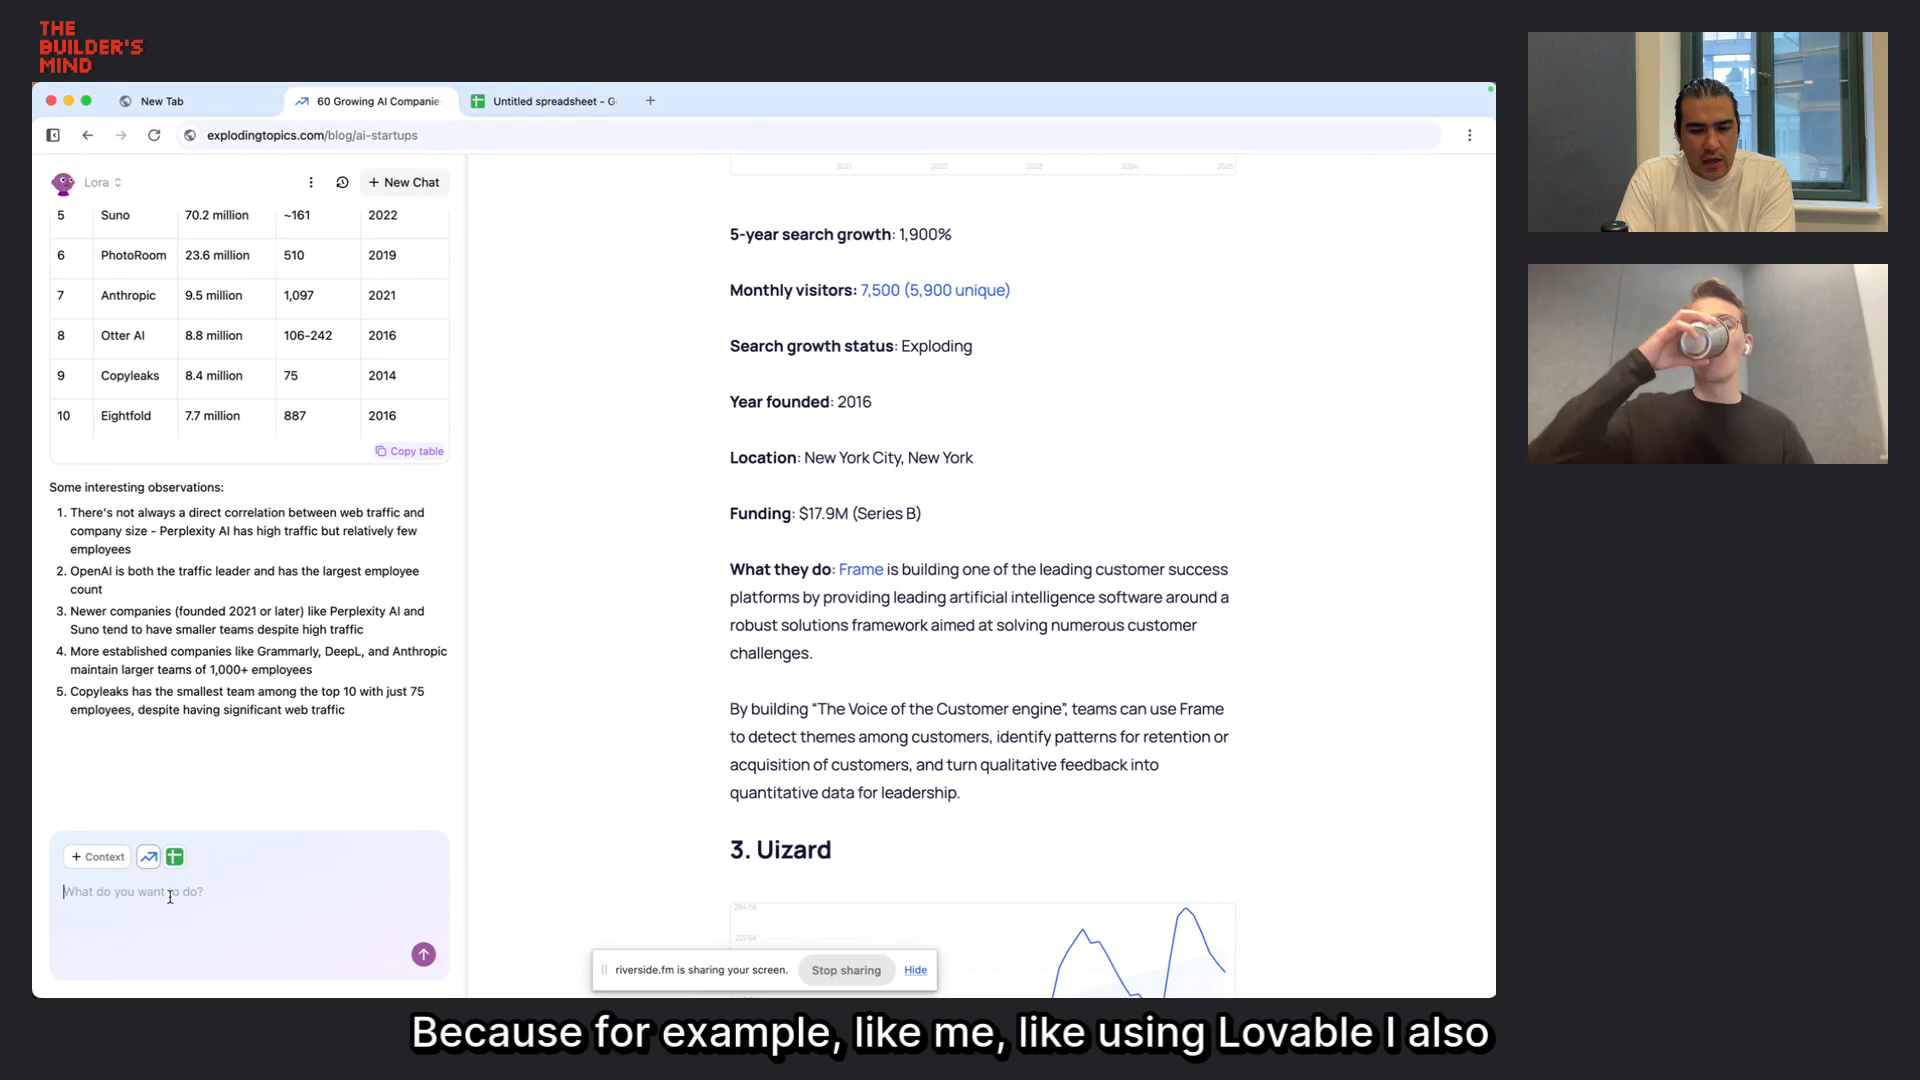 THE
BUILDER'S
MIND
New Tab
60 Growing AI Companie
Untitled spreadsheet - G
explodingtopics.com/blog/ai-startups
Lora
New Chat
5 Suno 70.2 million ~161 2022
6 PhotoRoom 23.6 million 510 2019
7 Anthropic 9.5 million 1,097 2021
8 Otter AI 8.8 million 106-242 2016
9 Copyleaks 8.4 million 75 2014
10 Eightfold 7.7 million 887 2016
Copy table
Some interesting observations:
1. There's not always a direct correlation between web traffic and
company size - Perplexity AI has high traffic but relatively few
employees
2. OpenAI is both the traffic leader and has the largest employee
count
3. Newer companies (founded 2021 or later) like Perplexity AI and
Suno tend to have smaller teams despite high traffic
4. More established companies like Grammarly, DeepL, and Anthropic
maintain larger teams of 1,000+ employees
5. Copyleaks has the smallest team among the top 10 with just 75
employees, despite having significant web traffic
+ Context
What do you want to do?
2021 2022 2023 2024 2025
5-year search growth: 1,900%
Monthly visitors: 7,500 (5,900 unique)
Search growth status: Exploding
Year founded: 2016
Location: New York City, New York
Funding: $17.9M (Series B)
What they do: Frame is building one of the leading customer success
platforms by providing leading artificial intelligence software around a
robust solutions framework aimed at solving numerous customer
challenges.
By building “The Voice of the Customer engine”, teams can use Frame
to detect themes among customers, identify patterns for retention or
acquisition of customers, and turn qualitative feedback into
quantitative data for leadership.
3. Uizard
227.6K
riverside.fm is sharing your screen.
Stop sharing
Hide
Because for example, like me, like using Lovable I also